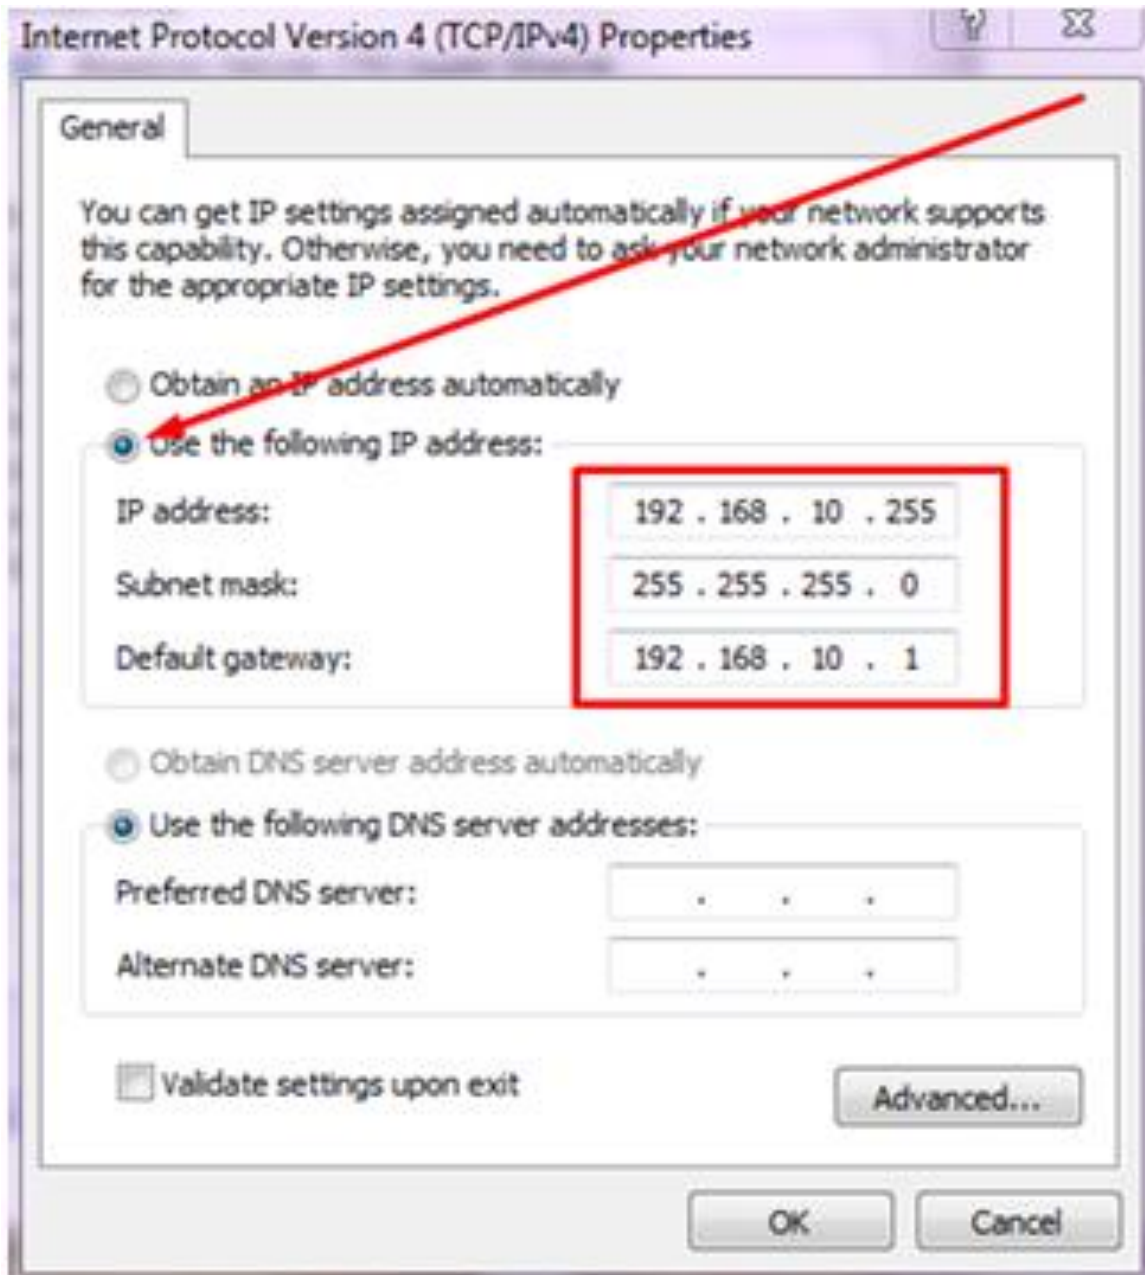 Internet Protocol Version 4 (TCP/IPv4) Properties
General
You can get IP settings assigned automatically if your network supports
this capability. Otherwise, you need to ask your network administrator
for the appropriate IP settings.
Obtain an IP address automatically
Use the following IP address:
IP address: 192 . 168 . 10 . 255
Subnet mask: 255 . 255 . 255 . 0
Default gateway: 192 . 168 . 10 . 1
Obtain DNS server address automatically
Use the following DNS server addresses:
Preferred DNS server: . . .
Alternate DNS server: . . .
Validate settings upon exit
Advanced...
OK Cancel